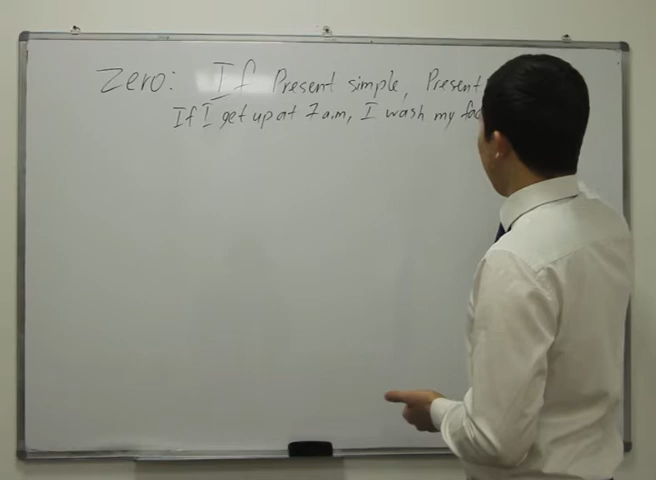 Zero: If Present simple, Present
If I get up at 7 a.m, I wash my